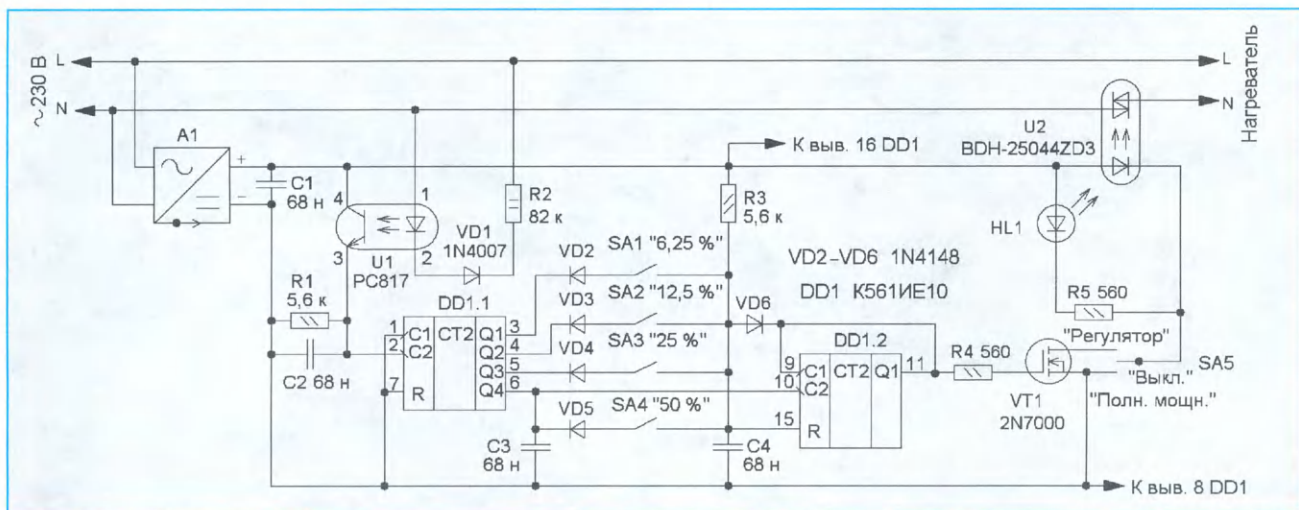 ~230 В
L
N
A1
+
−
C1
68 н
4
3
1
2
U1
PC817
VD1
1N4007
R2
82 к
R1
5,6 к
C2 68 н
DD1.1
1
2
7
C1
C2
R
CT2
Q1
Q2
Q3
Q4
3
4
5
6
C3
68 н
VD2
VD3
VD4
VD5
SA1 "6,25 %"
SA2 "12,5 %"
SA3 "25 %"
SA4 "50 %"
К выв. 16 DD1
R3
5,6 к
VD2–VD6 1N4148
DD1 К561ИЕ10
VD6
C4
68 н
DD1.2
9
10
15
C1
C2
R
CT2
Q1
11
R4 560
VT1
2N7000
HL1
R5 560
"Регулятор"
"Выкл."
"Полн. мощн."
SA5
U2
BDH-25044ZD3
L
N
Нагреватель
К выв. 8 DD1